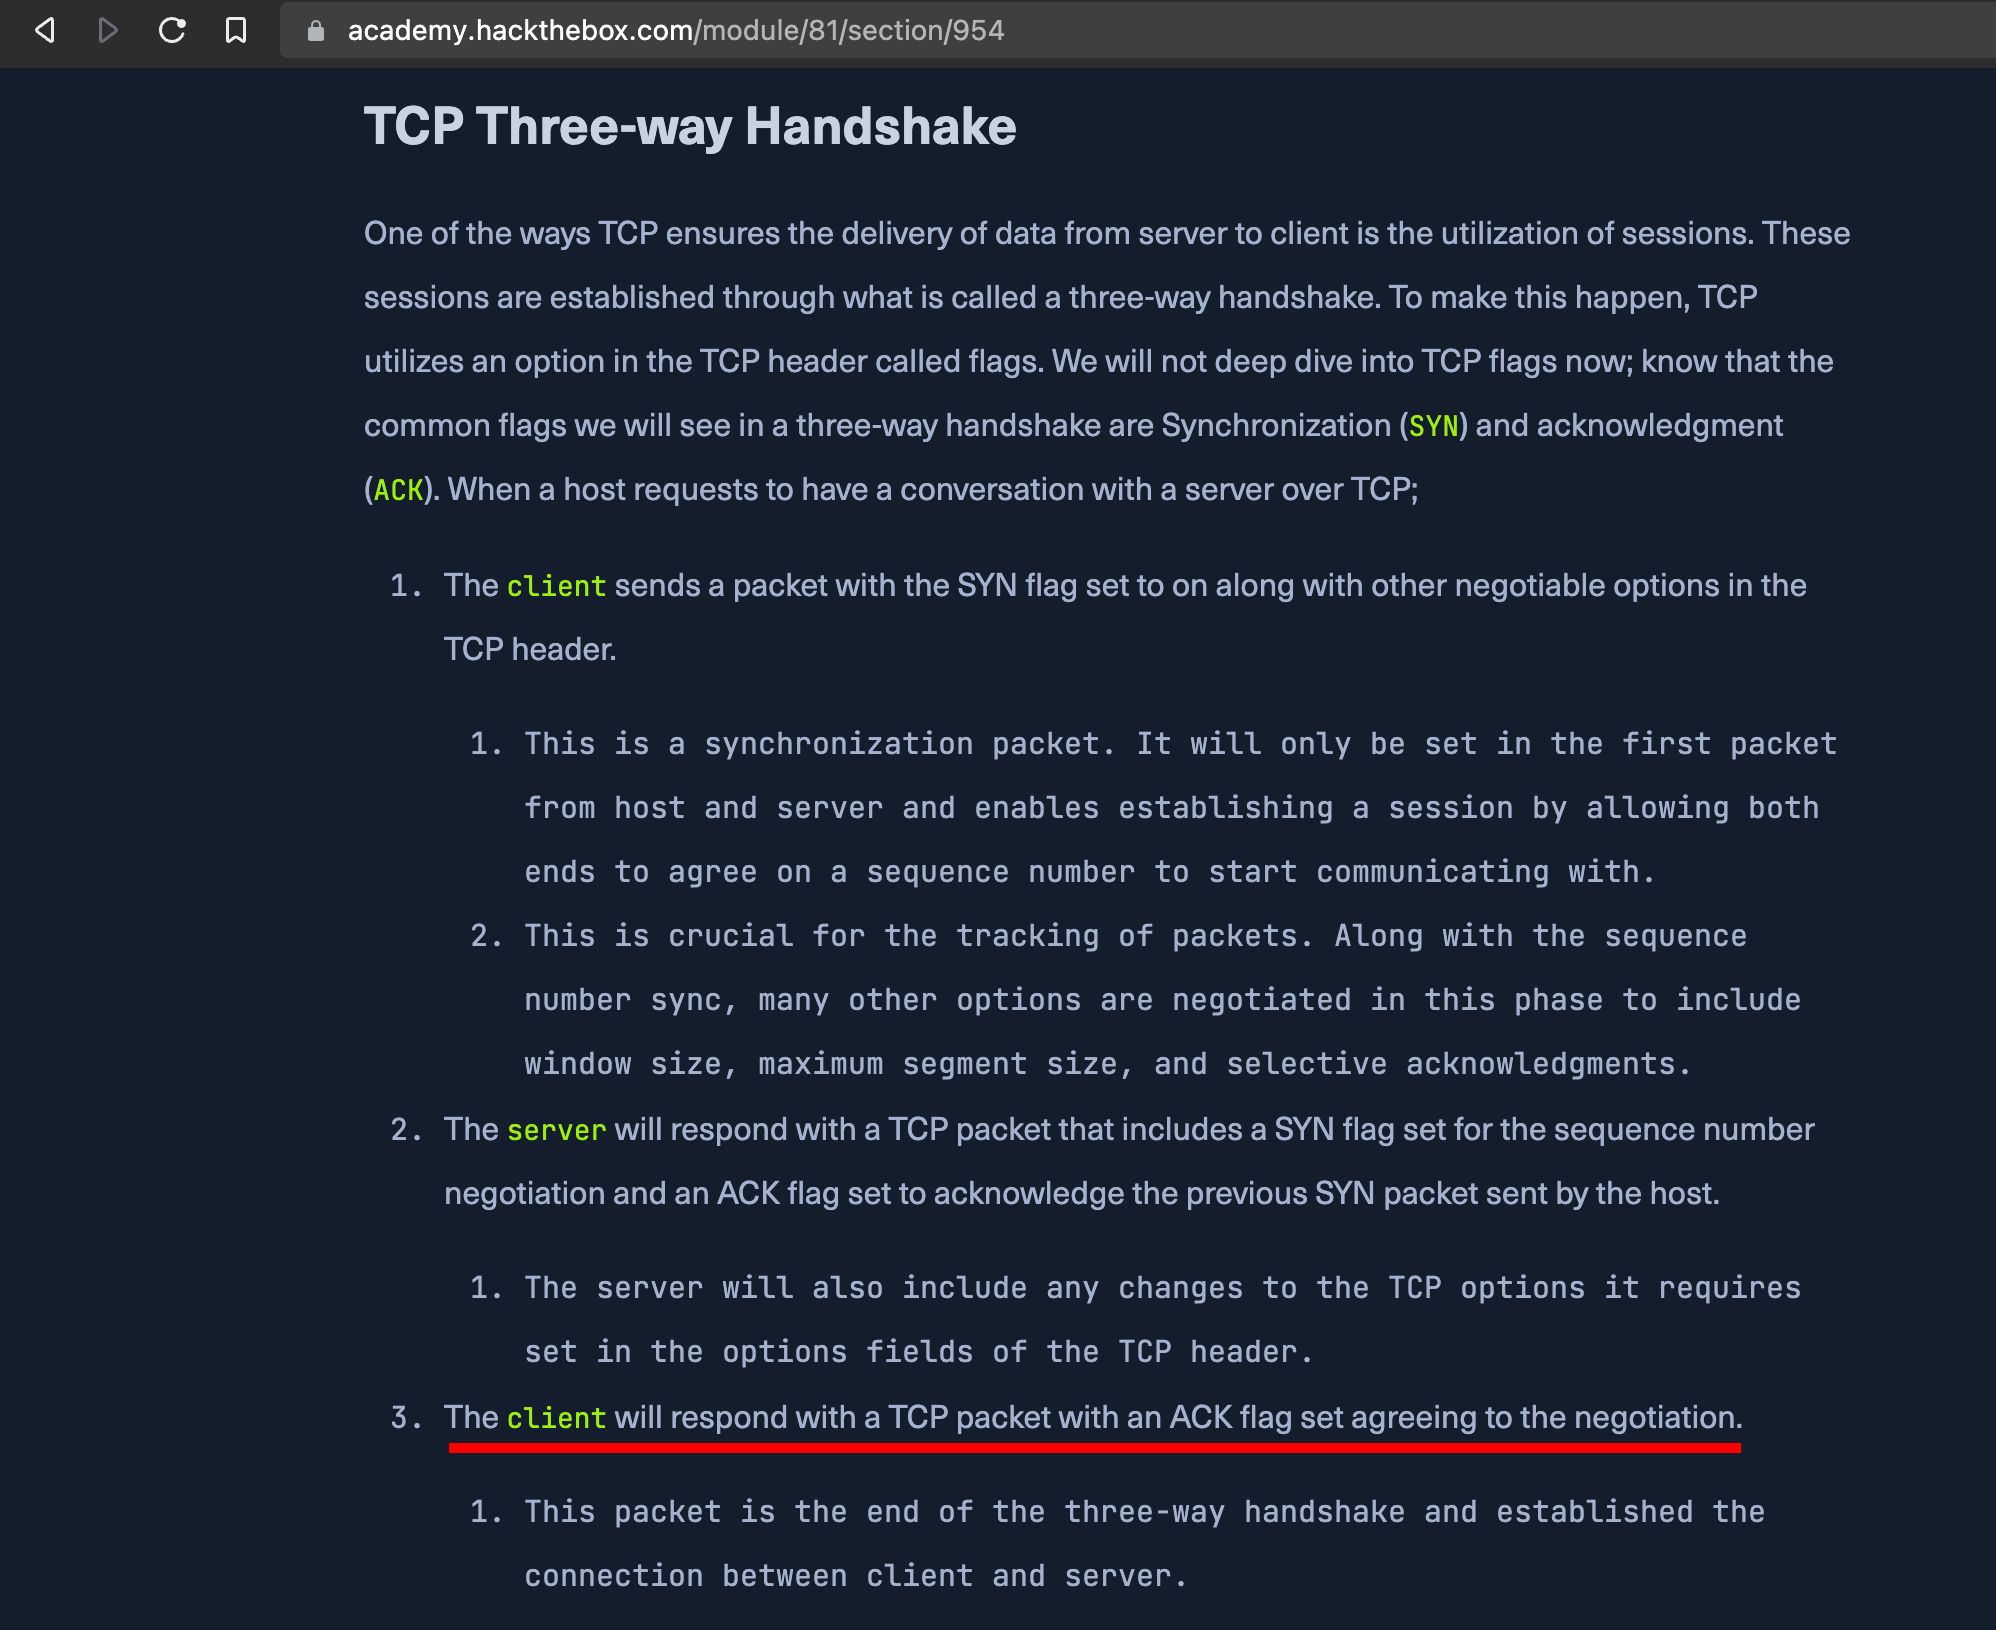 academy.hackthebox.com/module/81/section/954
TCP Three-way Handshake
One of the ways TCP ensures the delivery of data from server to client is the utilization of sessions. These
sessions are established through what is called a three-way handshake. To make this happen, TCP
utilizes an option in the TCP header called flags. We will not deep dive into TCP flags now; know that the
common flags we will see in a three-way handshake are Synchronization (SYN) and acknowledgment
(ACK). When a host requests to have a conversation with a server over TCP;
1. The client sends a packet with the SYN flag set to on along with other negotiable options in the
TCP header.
1. This is a synchronization packet. It will only be set in the first packet
from host and server and enables establishing a session by allowing both
ends to agree on a sequence number to start communicating with.
2. This is crucial for the tracking of packets. Along with the sequence
number sync, many other options are negotiated in this phase to include
window size, maximum segment size, and selective acknowledgments.
2. The server will respond with a TCP packet that includes a SYN flag set for the sequence number
negotiation and an ACK flag set to acknowledge the previous SYN packet sent by the host.
1. The server will also include any changes to the TCP options it requires
set in the options fields of the TCP header.
3. The client will respond with a TCP packet with an ACK flag set agreeing to the negotiation.
1. This packet is the end of the three-way handshake and established the
connection between client and server.